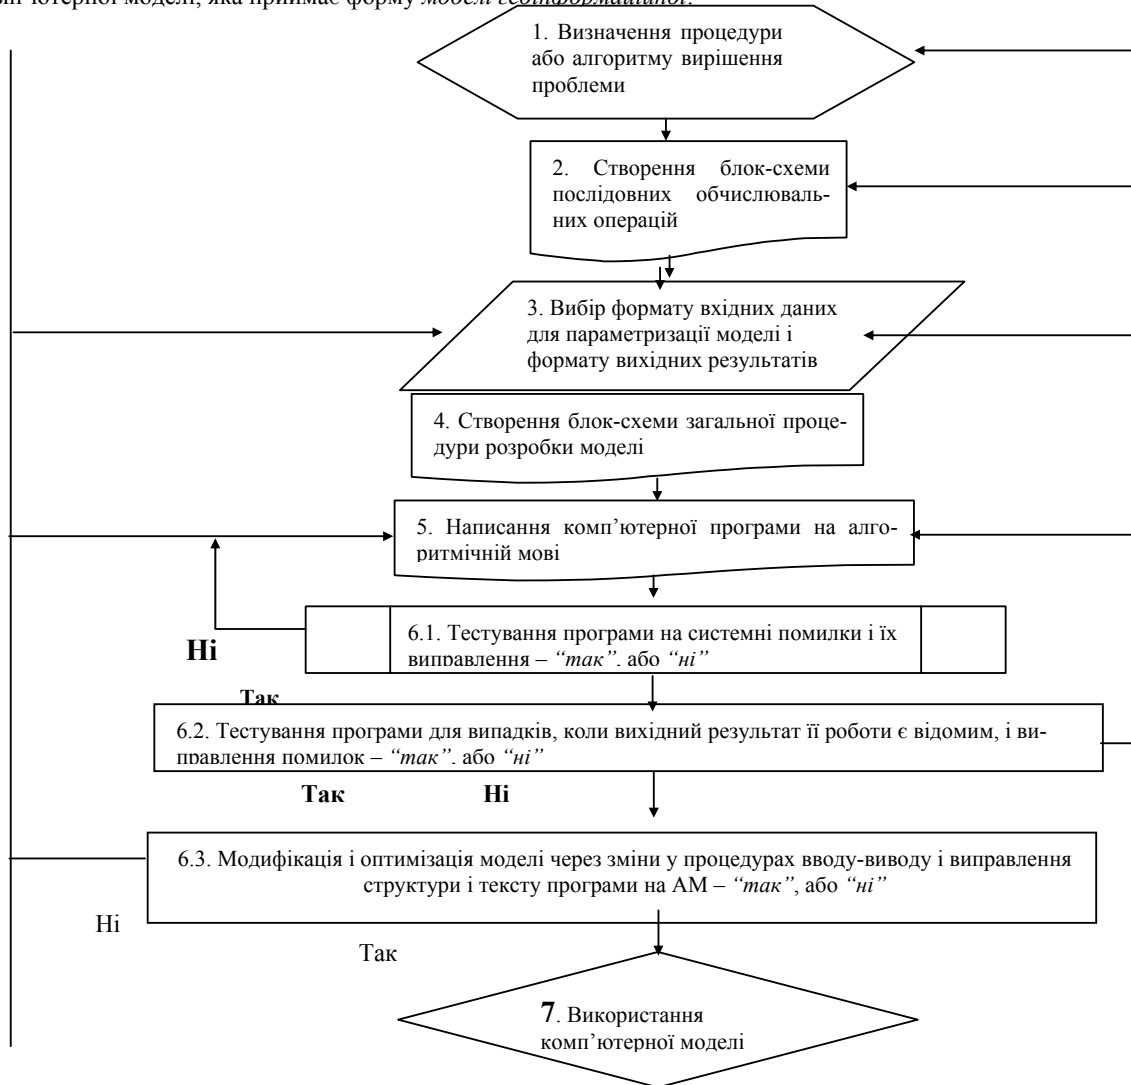 яка приймає форму моделі геоінформаційної.
1. Визначення процедури
або алгоритму вирішення
проблеми
2. Створення блок-схеми
послідовних обчислюваль-
них операцій
3. Вибір формату вхідних даних
для параметризації моделі і
формату вихідних результатів
4. Створення блок-схеми загальної проце-
дури розробки моделі
5. Написання комп’ютерної програми на алго-
ритмічній мові
6.1. Тестування програми на системні помилки і їх
виправлення – “так”, або “ні”
Ні
Так
6.2. Тестування програми для випадків, коли вихідний результат її роботи є відомим, і ви-
правлення помилок – “так”, або “ні”
Так Ні
6.3. Модифікація і оптимізація моделі через зміни у процедурах вводу-виводу і виправлення
структури і тексту програми на АМ – “так”, або “ні”
Ні
Так
7. Використання
комп’ютерної моделі